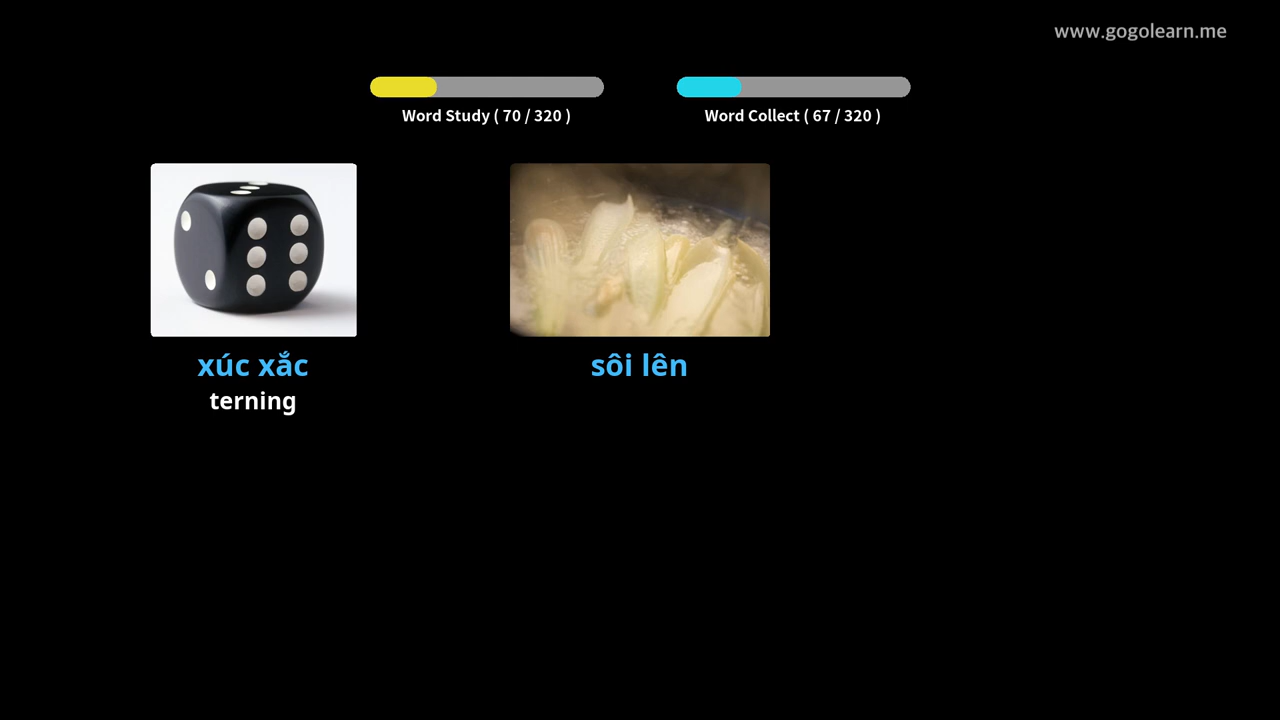 www.gogolearn.me
Word Study ( 70 / 320 )
Word Collect ( 67 / 320 )
xúc xắc
terning
sôi lên